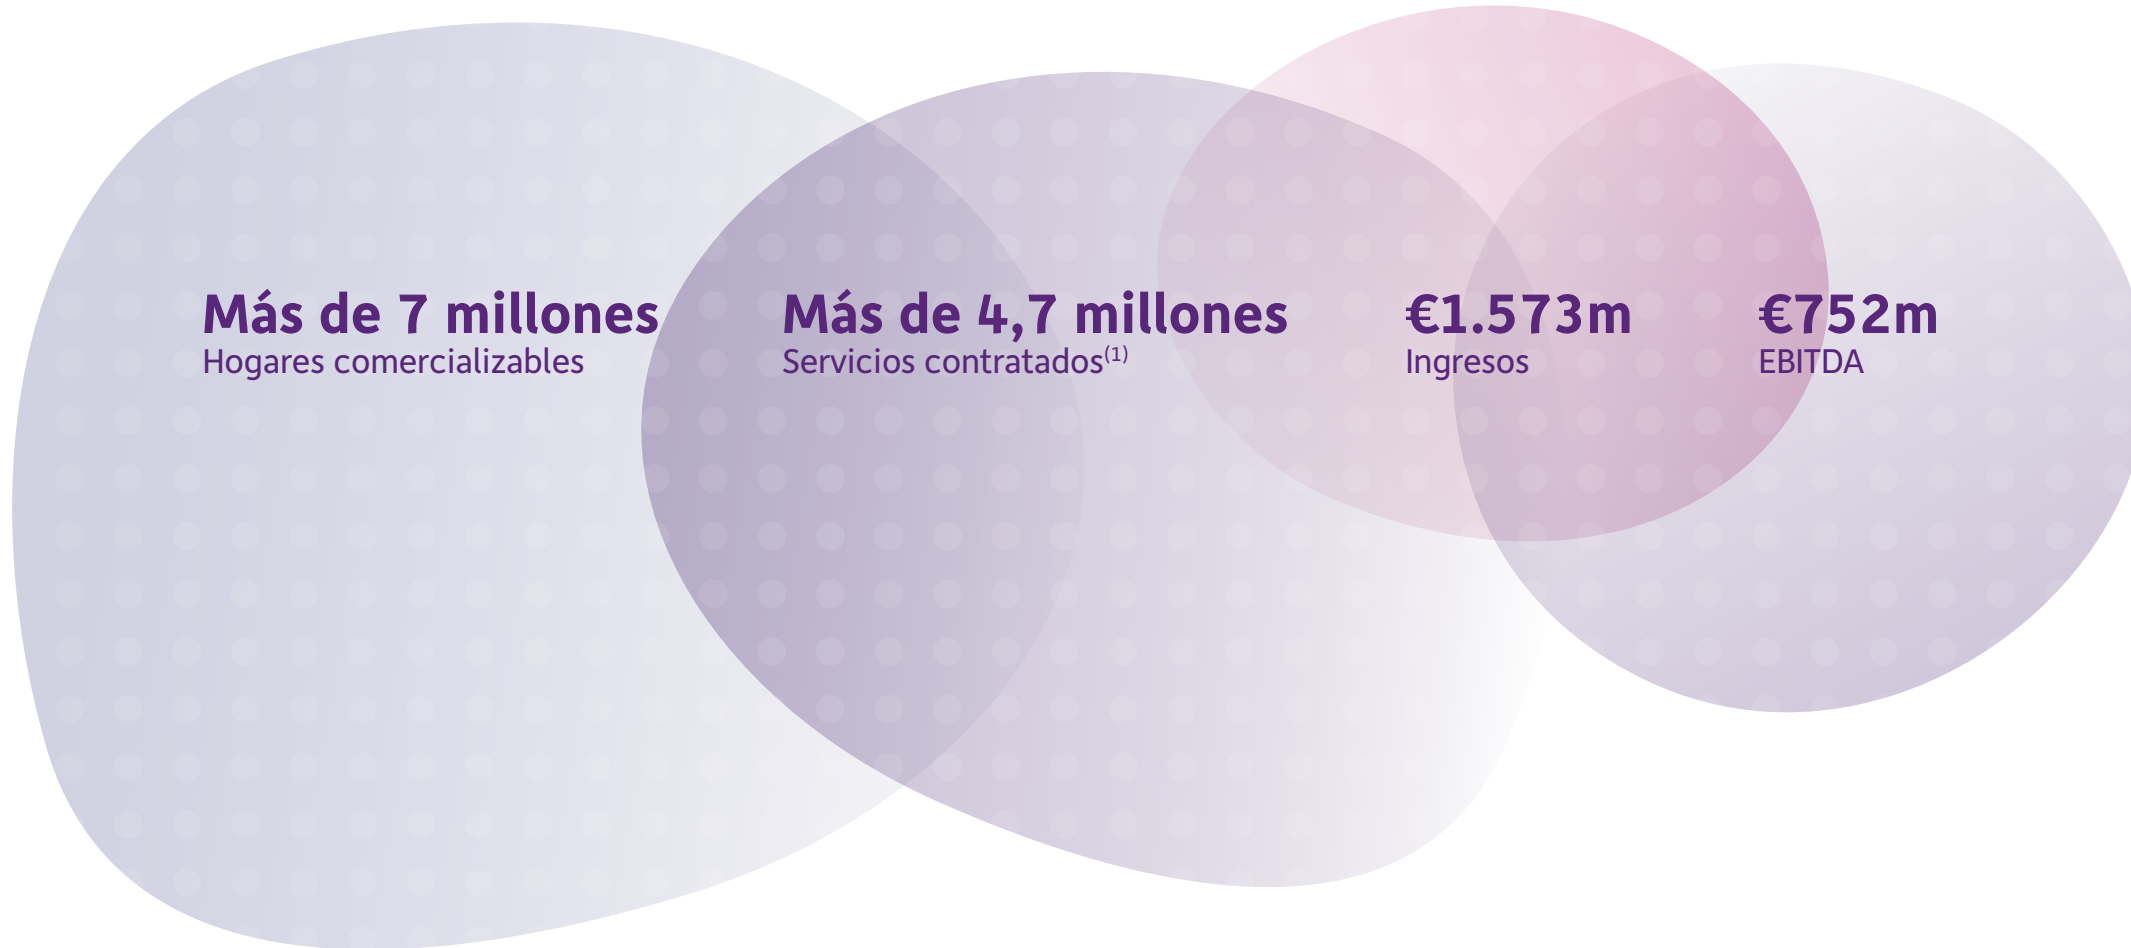 Más de 7 millones
Hogares comercializables
Más de 4,7 millones
Servicios contratados(1)
€1.573m
Ingresos
€752m
EBITDA